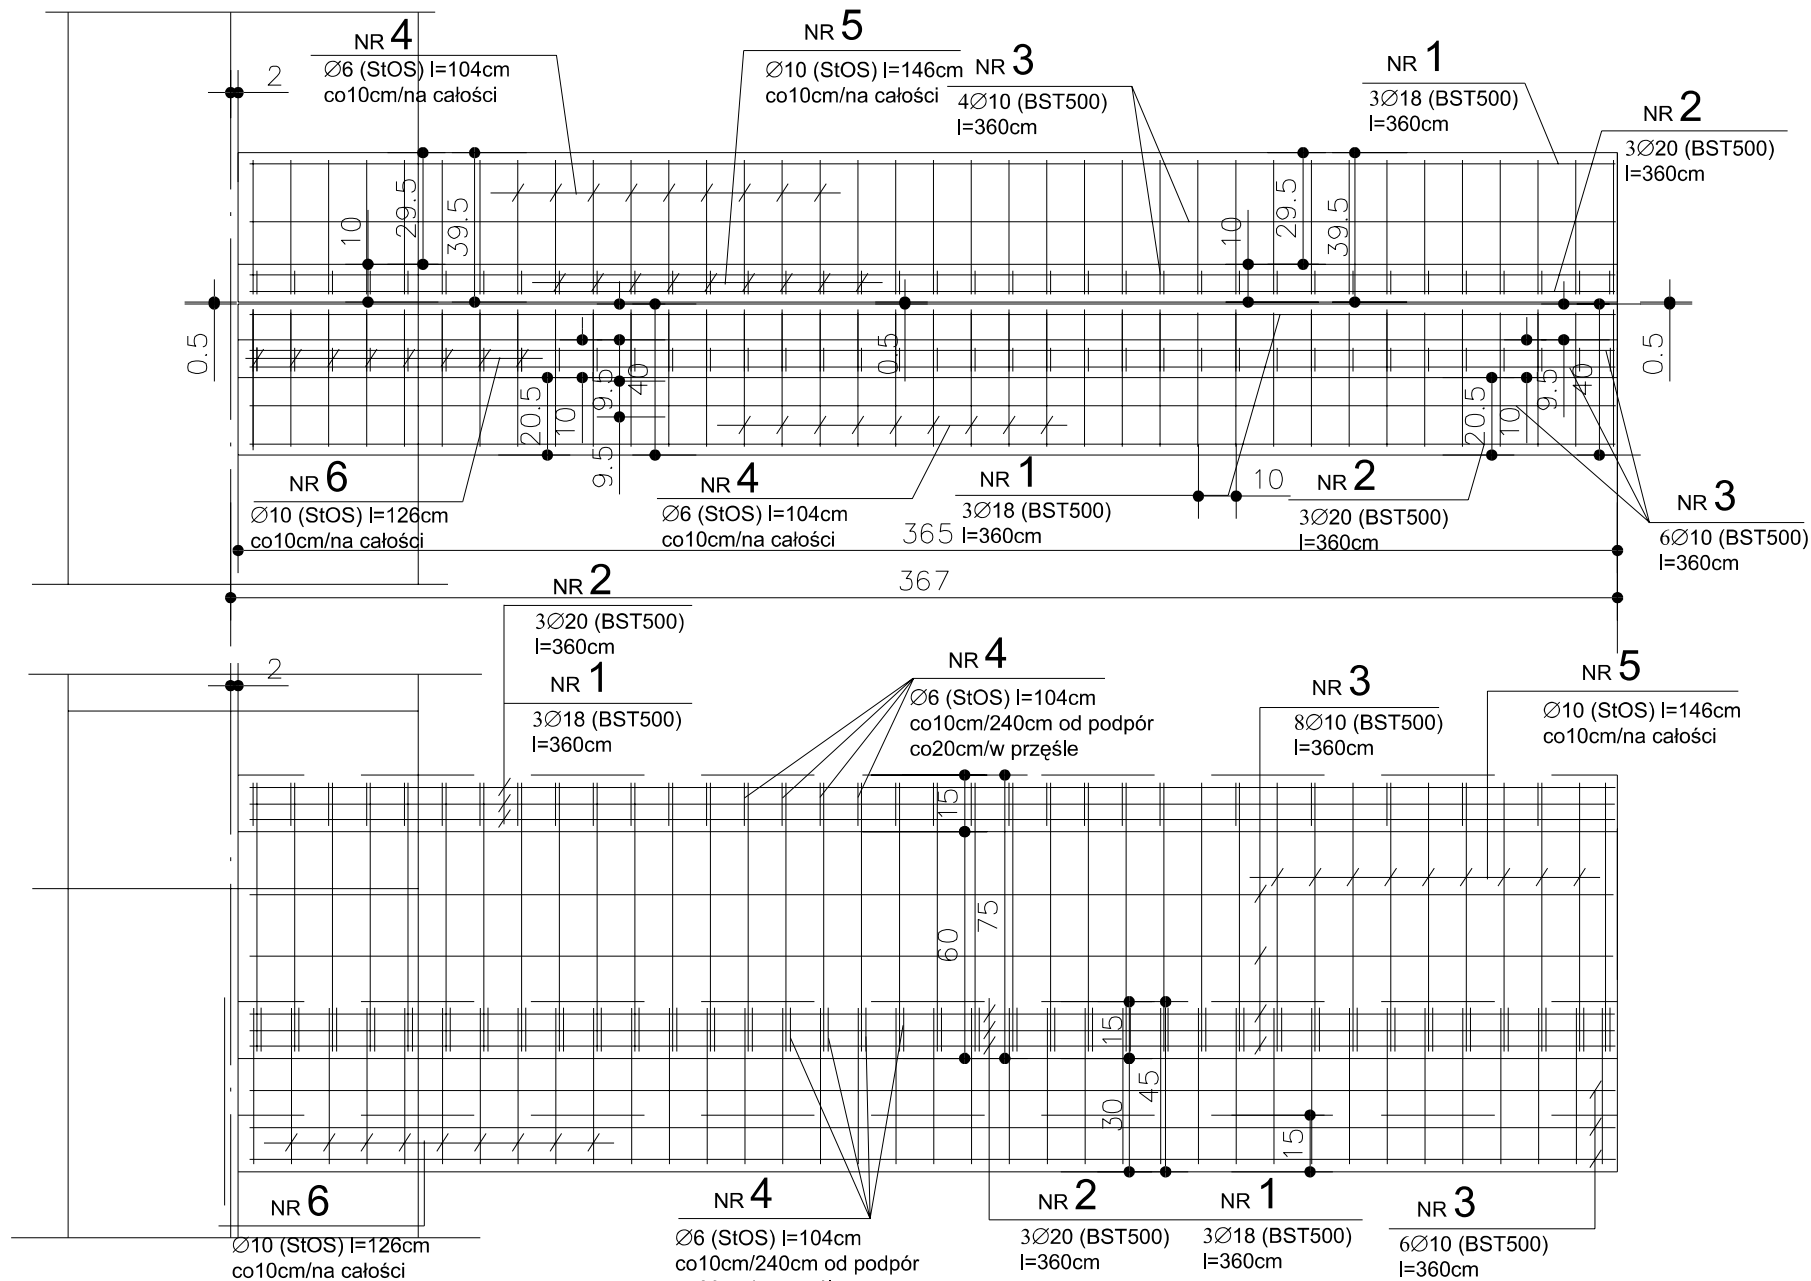 NR 4
Ø6 (StOS) l=104cm
co10cm/na całości
NR 5
Ø10 (StOS) l=146cm
co10cm/na całości
NR 3
4Ø10 (BST500)
l=360cm
NR 1
3Ø18 (BST500)
l=360cm
NR 2
3Ø20 (BST500)
l=360cm
2
10
29.5
39.5
10
29.5
39.5
0.5
0.5
0.5
20.5
10
9.5
9.5
40
20.5
10
9.5
40
NR 6
Ø10 (StOS) l=126cm
co10cm/na całości
NR 4
Ø6 (StOS) l=104cm
co10cm/na całości
NR 1
3Ø18 (BST500)
l=360cm
10
NR 2
3Ø20 (BST500)
l=360cm
NR 3
6Ø10 (BST500)
l=360cm
365
367
NR 2
3Ø20 (BST500)
l=360cm
2
NR 1
3Ø18 (BST500)
l=360cm
NR 4
Ø6 (StOS) l=104cm
co10cm/240cm od podpór
co20cm/w przęśle
NR 3
8Ø10 (BST500)
l=360cm
NR 5
Ø10 (StOS) l=146cm
co10cm/na całości
15
60
75
15
30
45
15
NR 6
Ø10 (StOS) l=126cm
co10cm/na całości
NR 4
Ø6 (StOS) l=104cm
co10cm/240cm od podpór
NR 2
3Ø20 (BST500)
l=360cm
NR 1
3Ø18 (BST500)
l=360cm
NR 3
6Ø10 (BST500)
l=360cm